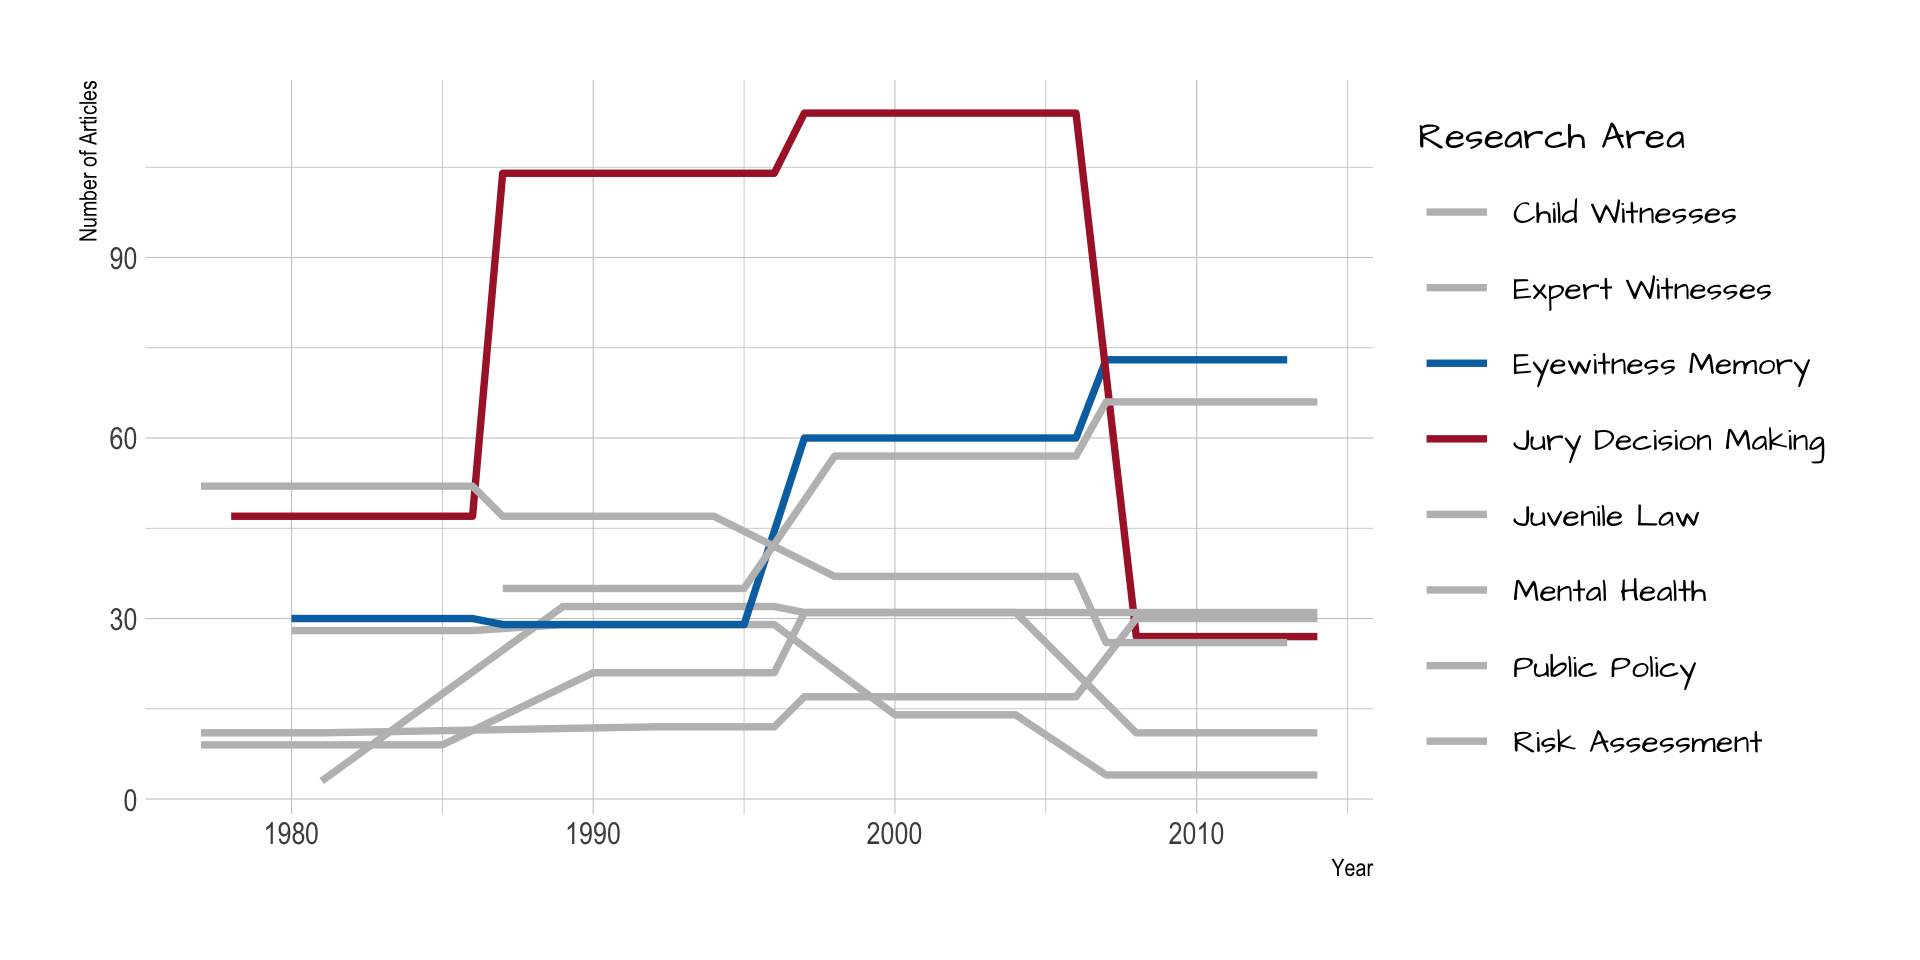 Number of Articles
90
60
30
0
1980 1990 2000 2010
Year
Research Area
Child Witnesses
Expert Witnesses
Eyewitness Memory
Jury Decision Making
Juvenile Law
Mental Health
Public Policy
Risk Assessment